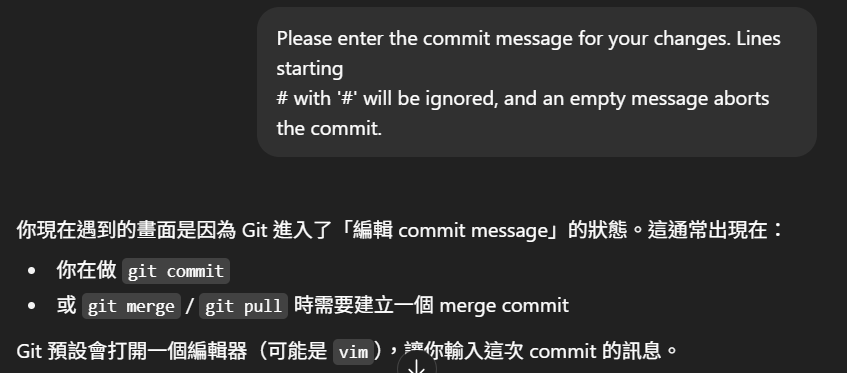 Please enter the commit message for your changes. Lines
starting
# with '#' will be ignored, and an empty message aborts
the commit.
你現在遇到的畫面是因為 Git 進入了「編輯 commit message」的狀態。這通常出現在：
• 你在做 git commit
• 或 git merge / git pull 時需要建立一個 merge commit
Git 預設會打開一個編輯器（可能是 vim），讓你輸入這次 commit 的訊息。